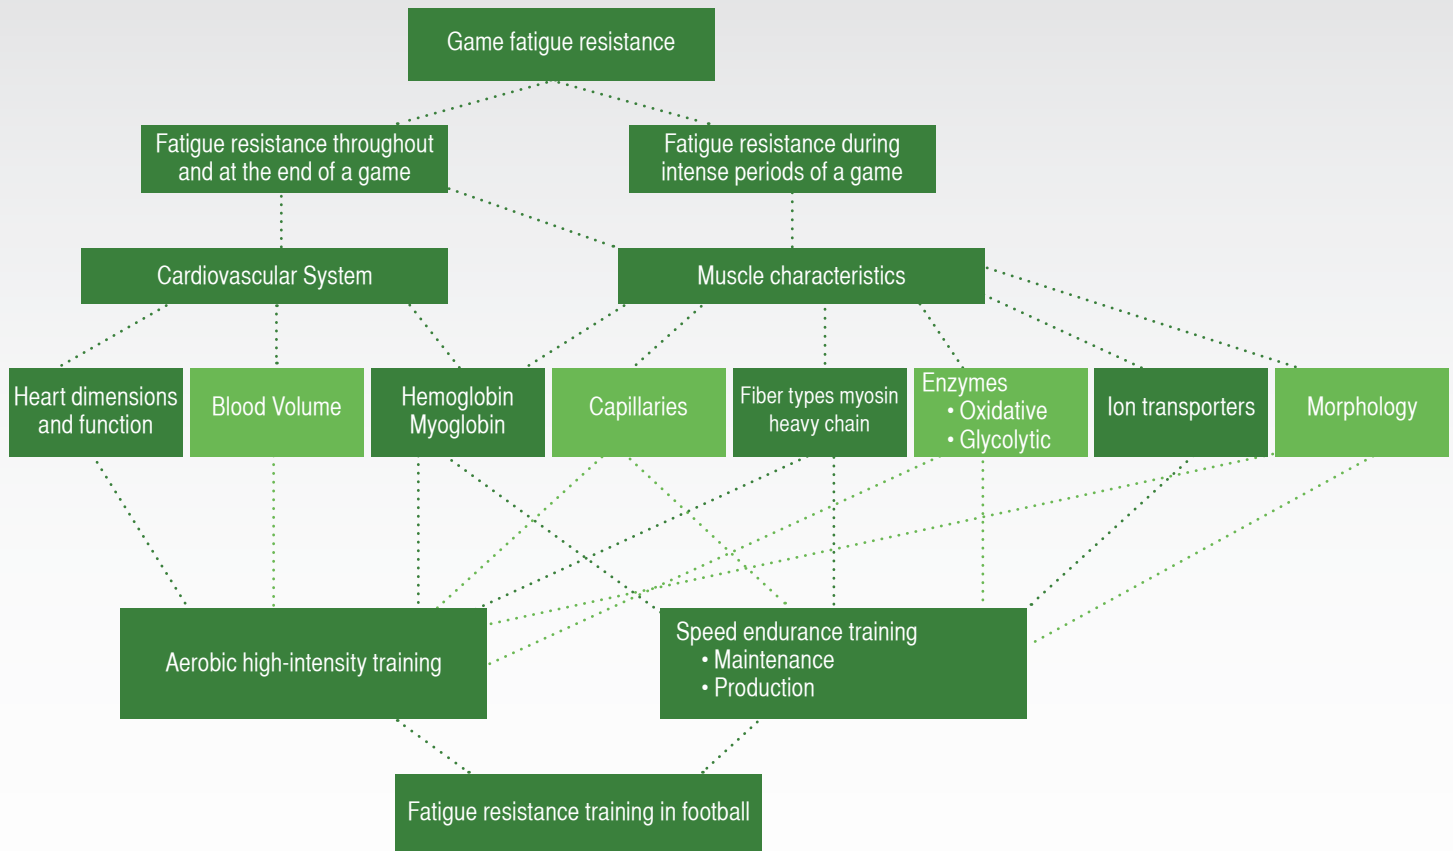 Game fatigue resistance
Fatigue resistance throughout
and at the end of a game
Fatigue resistance during
intense periods of a game
Cardiovascular System
Muscle characteristics
Heart dimensions
and function
Blood Volume
Hemoglobin
Myoglobin
Capillaries
Fiber types myosin
heavy chain
Enzymes
• Oxidative
• Glycolytic
Ion transporters
Morphology
Aerobic high-intensity training
Speed endurance training
• Maintenance
• Production
Fatigue resistance training in football